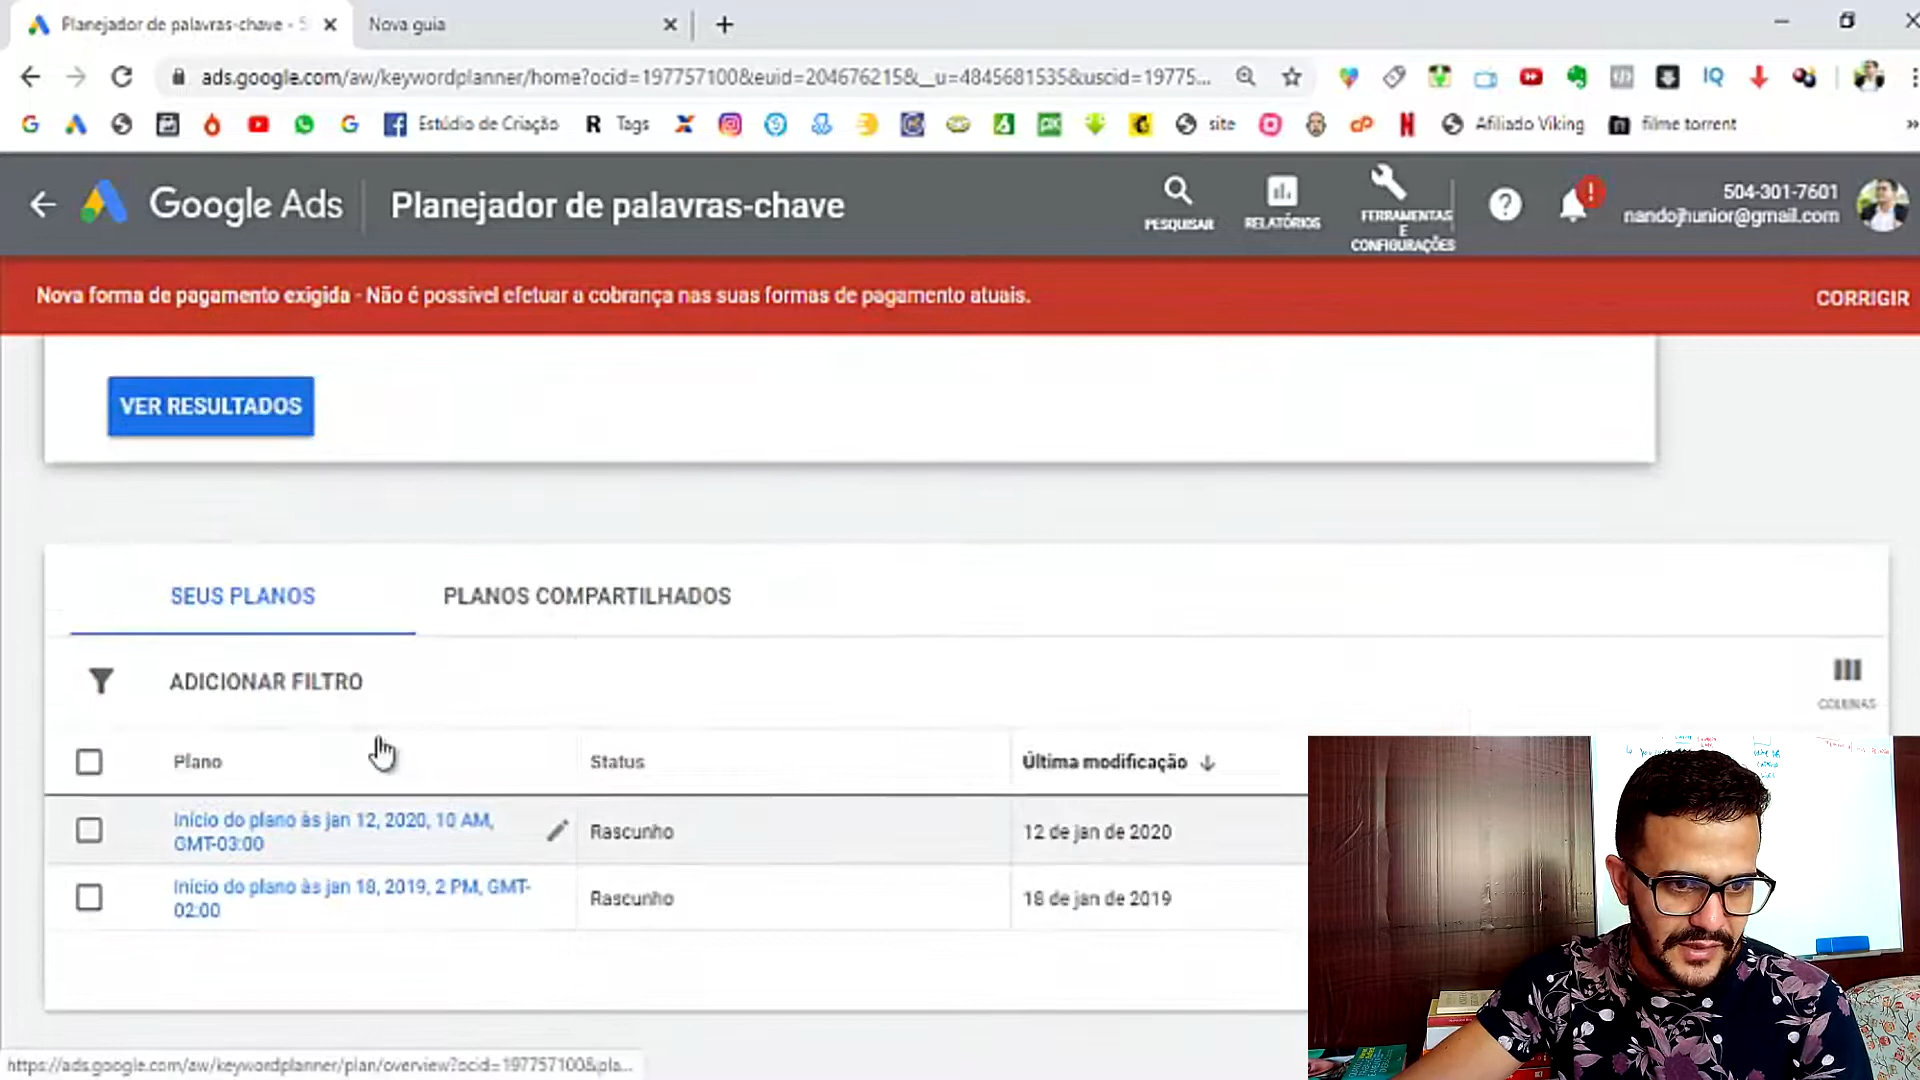 Planejador de palavras-chave - 5
Nova guia
ads.google.com/aw/keywordplanner/home?ocid=197757100&euid=204676215&__u=4845681535&uscid=19775...
IQ
Estúdio de Criação
R Tags
site
Afiliado Viking
filme torrent
Google Ads
Planejador de palavras-chave
PESQUISAR
RELATÓRIOS
FERRAMENTAS
E
CONFIGURAÇÕES
504-301-7601
nandojhunior@gmail.com
Nova forma de pagamento exigida - Não é possível efetuar a cobrança nas suas formas de pagamento atuais.
CORRIGIR
VER RESULTADOS
SEUS PLANOS
PLANOS COMPARTILHADOS
ADICIONAR FILTRO
COLUNAS
Plano
Status
Última modificação
Início do plano às jan 12, 2020, 10 AM,
GMT-03:00
Rascunho
12 de jan de 2020
Início do plano às jan 18, 2019, 2 PM, GMT-
02:00
Rascunho
18 de jan de 2019
https://ads.google.com/aw/keywordplanner/plan/overview?ocid=197757100&pla...